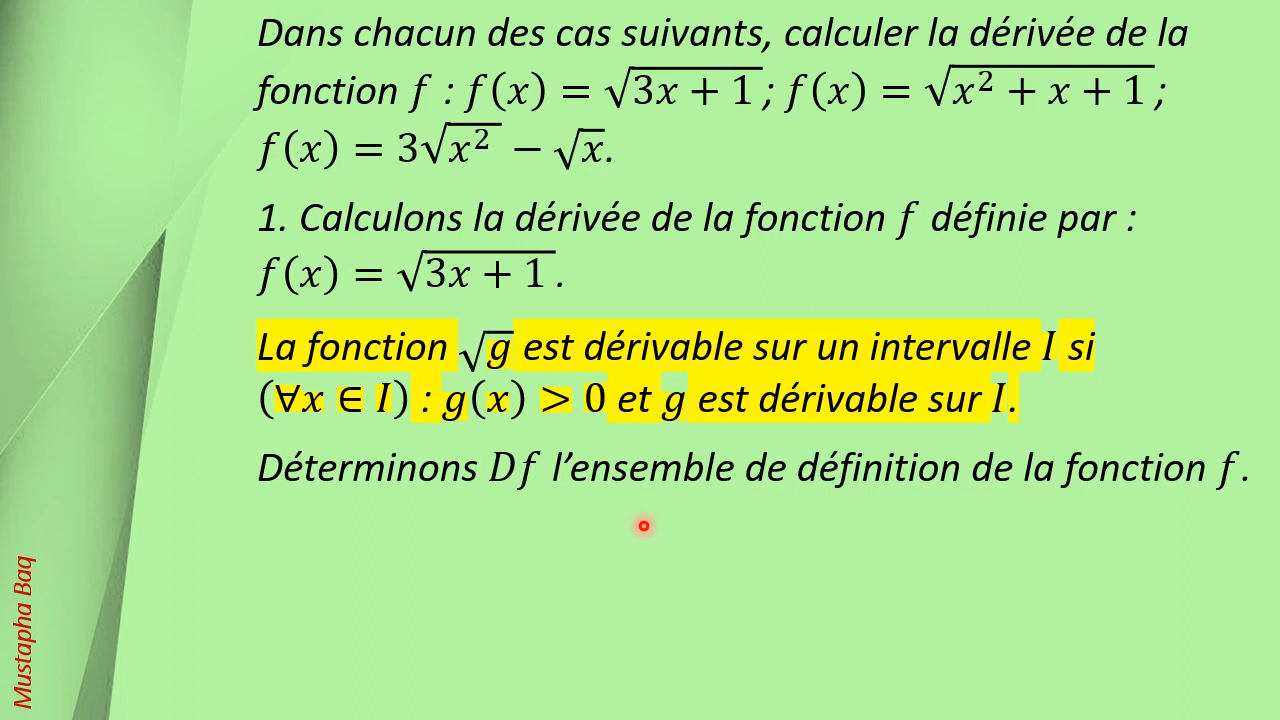 Dans chacun des cas suivants, calculer la dérivée de la
fonction f : f(x) = √(3x + 1) ; f(x) = √(x² + x + 1) ;
f(x) = 3√(x²) − √x.
1. Calculons la dérivée de la fonction f définie par :
f(x) = √(3x + 1) .
La fonction √g est dérivable sur un intervalle I si
(∀x ∈ I) : g(x) > 0 et g est dérivable sur I.
Déterminons Df l’ensemble de définition de la fonction f.
Mustapha Baq